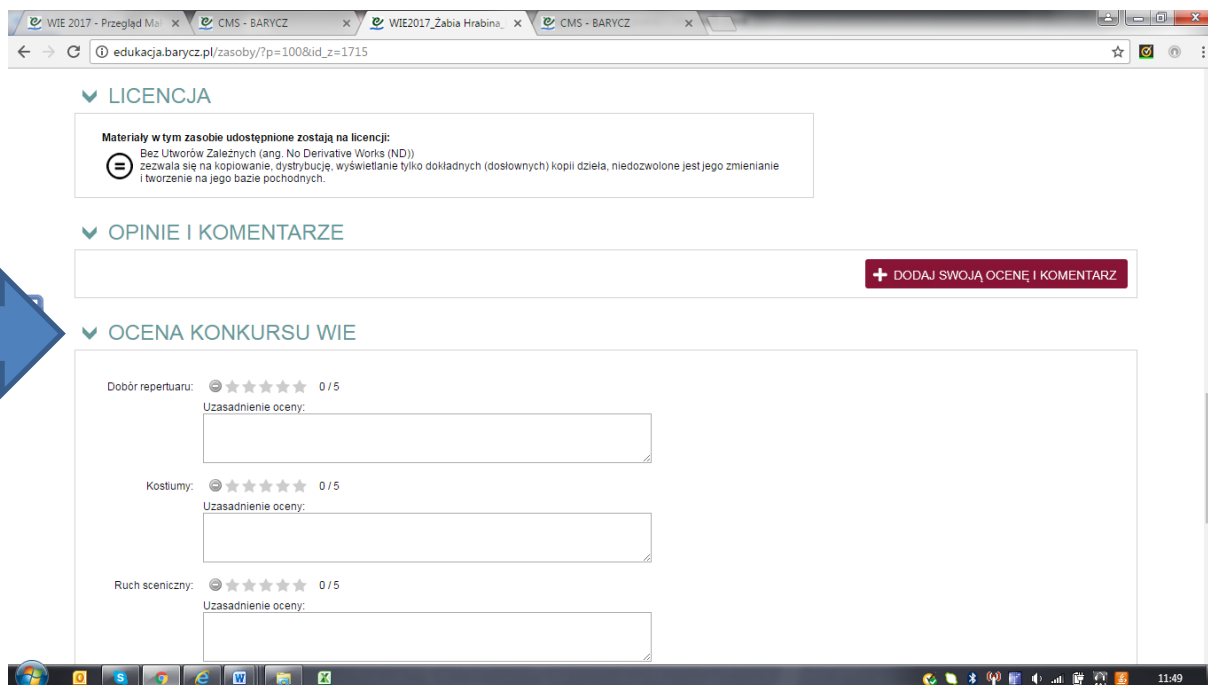 WIE 2017 - Przegląd Mał
CMS - BARYCZ
WIE2017_Żabia Hrabina_
CMS - BARYCZ
edukacja.barycz.pl/zasoby/?p=100&id_z=1715
LICENCJA
Materiały w tym zasobie udostępnione zostają na licencji:
Bez Utworów Zależnych (ang. No Derivative Works (ND))
zezwala się na kopiowanie, dystrybucję, wyświetlanie tylko dokładnych (dosłownych) kopii dzieła, niedozwolone jest jego zmienianie
i tworzenie na jego bazie pochodnych.
OPINIE I KOMENTARZE
DODAJ SWOJĄ OCENĘ I KOMENTARZ
OCENA KONKURSU WIE
Dobór repertuaru: 0 / 5
Uzasadnienie oceny:
Kostiumy: 0 / 5
Uzasadnienie oceny:
Ruch sceniczny: 0 / 5
Uzasadnienie oceny:
11:49